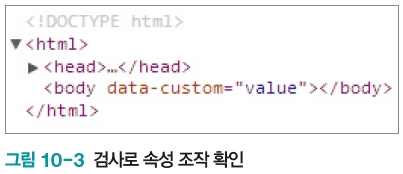 <!DOCTYPE html>
▼<html>
▶<head>…</head>
<body data-custom="value"></body>
</html>
그림 10-3 검사로 속성 조작 확인